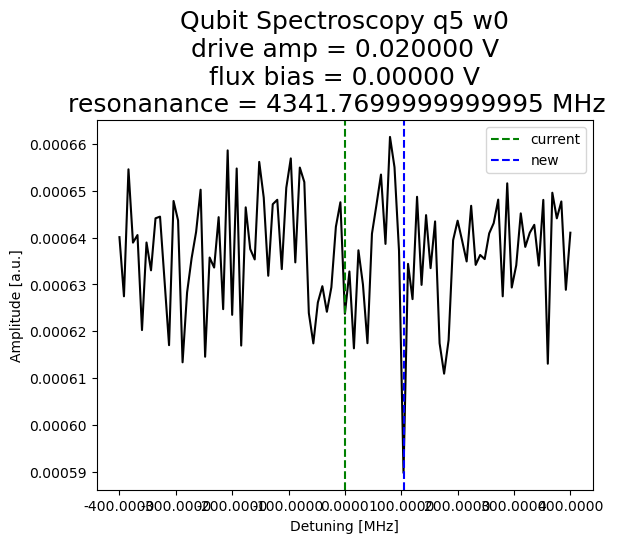 Qubit Spectroscopy q5 w0
drive amp = 0.020000 V
flux bias = 0.00000 V
resonanance = 4341.7699999999995 MHz
current
new
0.00066
0.00065
0.00064
0.00063
0.00062
0.00061
0.00060
0.00059
Amplitude [a.u.]
-400.0000 -300.0000 -200.0000 -100.0000 0.0000 100.0000 200.0000 300.0000 400.0000
Detuning [MHz]